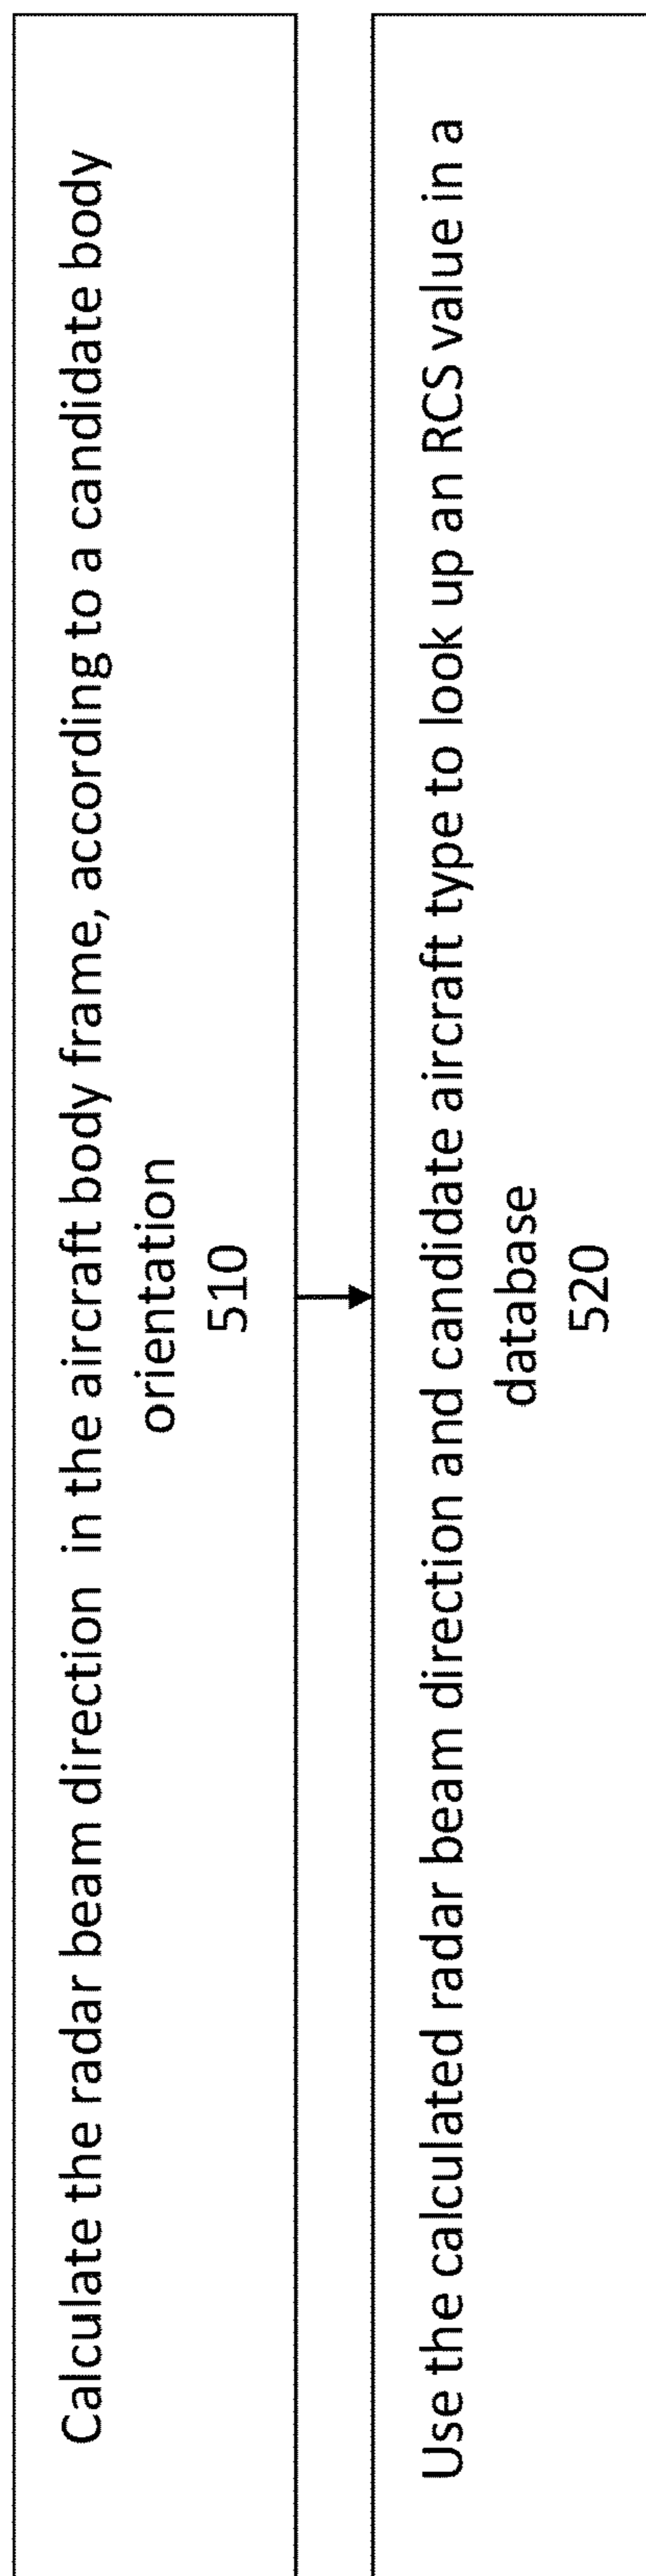 Calculate the radar beam direction in the aircraft body frame, according to a candidate body
orientation
510
Use the calculated radar beam direction and candidate aircraft type to look up an RCS value in a
database
520